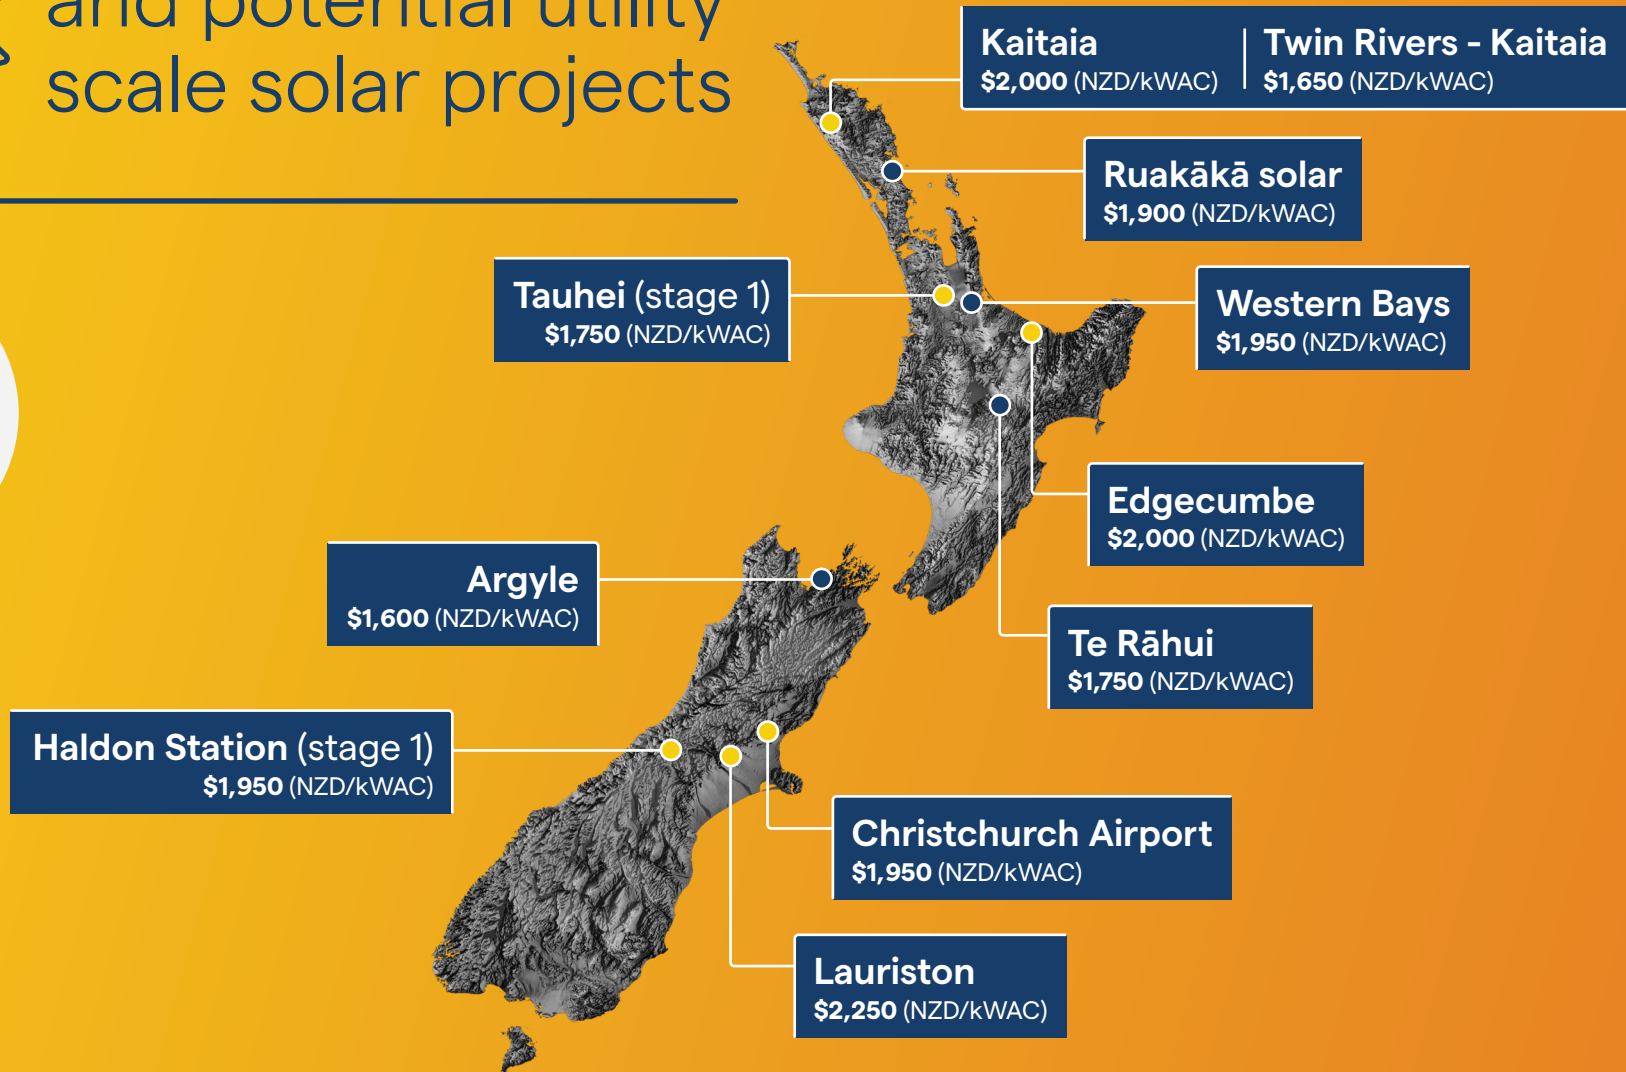 and potential utility
scale solar projects
Kaitaia
$2,000 (NZD/kWAC)
Twin Rivers - Kaitaia
$1,650 (NZD/kWAC)
Ruakākā solar
$1,900 (NZD/kWAC)
Tauhei (stage 1)
$1,750 (NZD/kWAC)
Western Bays
$1,950 (NZD/kWAC)
Edgecumbe
$2,000 (NZD/kWAC)
Argyle
$1,600 (NZD/kWAC)
Te Rāhui
$1,750 (NZD/kWAC)
Haldon Station (stage 1)
$1,950 (NZD/kWAC)
Christchurch Airport
$1,950 (NZD/kWAC)
Lauriston
$2,250 (NZD/kWAC)